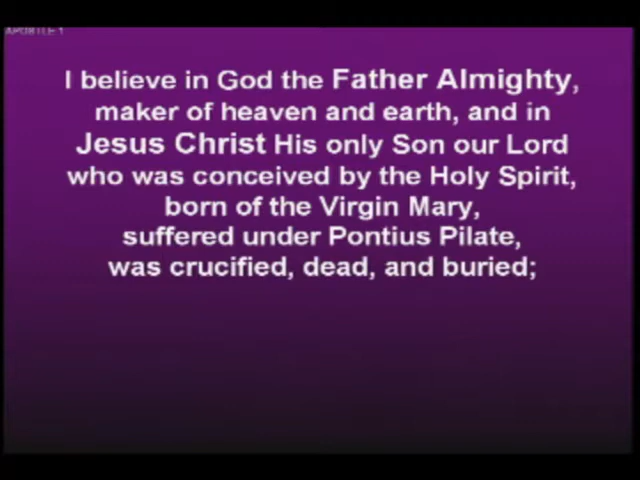 APOSTLE 1
I believe in God the Father Almighty,
maker of heaven and earth, and in
Jesus Christ His only Son our Lord
who was conceived by the Holy Spirit,
born of the Virgin Mary,
suffered under Pontius Pilate,
was crucified, dead, and buried;